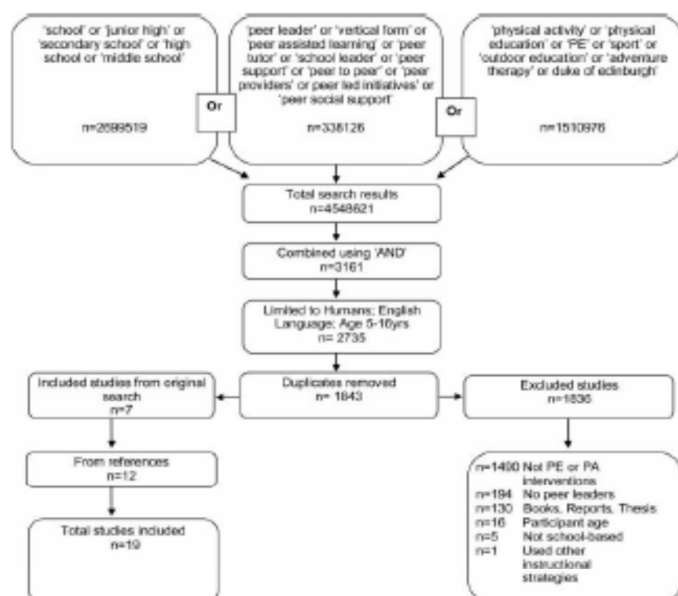 'school' or 'junior high' or
'secondary school' or 'high
school or 'middle school'
n=2699519
Or
'peer leader' or 'vertical form' or
'peer assisted learning' or 'peer
tutor' or 'school leader' or 'peer
support' or 'peer to peer' or 'peer
providers' or peer led initiatives' or
'peer social support'
n=338126
Or
'physical activity' or 'physical
education' or 'PE' or 'sport' or
'outdoor education' or 'adventure
therapy' or duke of edinburgh'
n=1510976
Total search results
n=4548621
Combined using 'AND'
n=3161
Limited to Humans; English
Language; Age 5-16yrs
n= 2735
Included studies from original
search
n=7
Duplicates removed
n= 1843
Excluded studies
n=1836
From references
n=12
Total studies included
n=19
n=1490 Not PE or PA
interventions
n=194 No peer leaders
n=130 Books, Reports, Thesis
n=16 Participant age
n=5 Not school-based
n=1 Used other
instructional
strategies